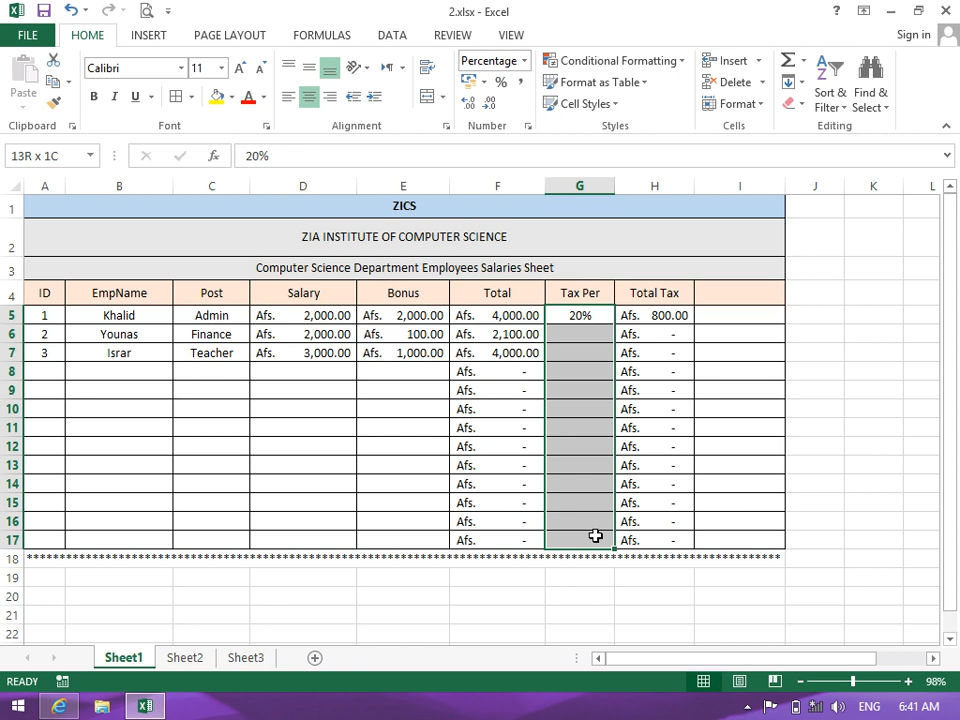 2.xlsx - Excel
?
FILE HOME INSERT PAGE LAYOUT FORMULAS DATA REVIEW VIEW Sign in
Paste
Calibri 11
B I U A
Percentage
%
Conditional Formatting
Format as Table
Cell Styles
Insert
Delete
Format
Sort & Filter
Find & Select
Clipboard Font Alignment Number Styles Cells Editing
13R x 1C fx 20%
A B C D E F G H I J K L
1 ZICS
2 ZIA INSTITUTE OF COMPUTER SCIENCE
3 Computer Science Department Employees Salaries Sheet
4 ID EmpName Post Salary Bonus Total Tax Per Total Tax
5 1 Khalid Admin Afs. 2,000.00 Afs. 2,000.00 Afs. 4,000.00 20% Afs. 800.00
6 2 Younas Finance Afs. 2,000.00 Afs. 100.00 Afs. 2,100.00 Afs. -
7 3 Israr Teacher Afs. 3,000.00 Afs. 1,000.00 Afs. 4,000.00 Afs. -
8 Afs. - Afs. -
9 Afs. - Afs. -
10 Afs. - Afs. -
11 Afs. - Afs. -
12 Afs. - Afs. -
13 Afs. - Afs. -
14 Afs. - Afs. -
15 Afs. - Afs. -
16 Afs. - Afs. -
17 Afs. - Afs. -
18
19
20
21
22
Sheet1 Sheet2 Sheet3
READY 98%
ENG 6:41 AM